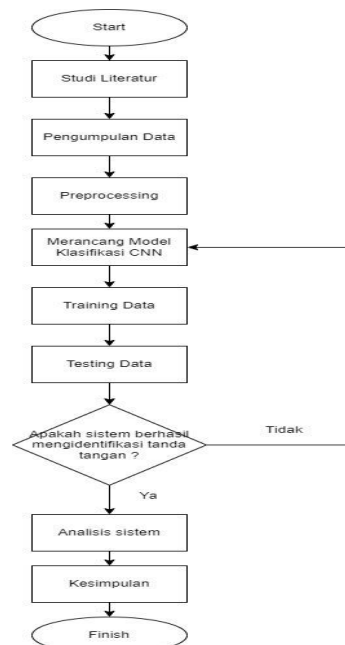 Start
Studi Literatur
Pengumpulan Data
Preprocessing
Merancang Model
Klasifikasi CNN
Training Data
Testing Data
Apakah sistem berhasil
mengidentifikasi tanda
tangan ?
Tidak
Ya
Analisis sistem
Kesimpulan
Finish